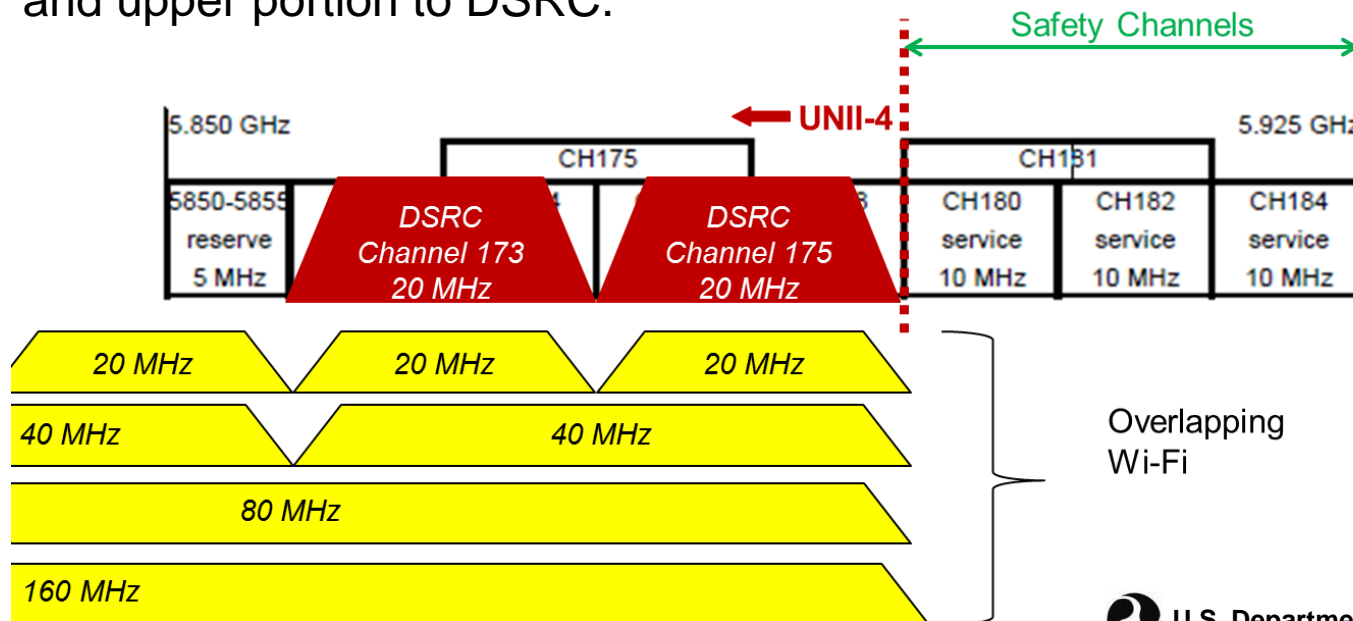 and upper portion to DSRC.
Safety Channels
UNII-4
5.850 GHz
5.925 GHz
CH175
CH181
5850-5855
reserve
5 MHz
DSRC
Channel 173
20 MHz
4
DSRC
Channel 175
20 MHz
CH180
service
10 MHz
CH182
service
10 MHz
CH184
service
10 MHz
20 MHz
20 MHz
20 MHz
40 MHz
40 MHz
80 MHz
160 MHz
Overlapping
Wi-Fi
U.S. Departme